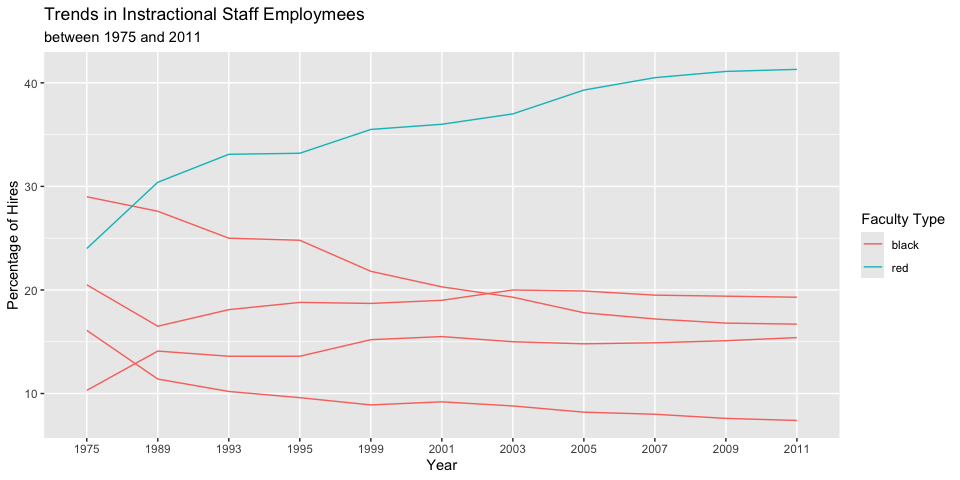 Trends in Instractional Staff Employmees
between 1975 and 2011
40
30
20
10
Percentage of Hires
1975 1989 1993 1995 1999 2001 2003 2005 2007 2009 2011
Year
Faculty Type
black
red